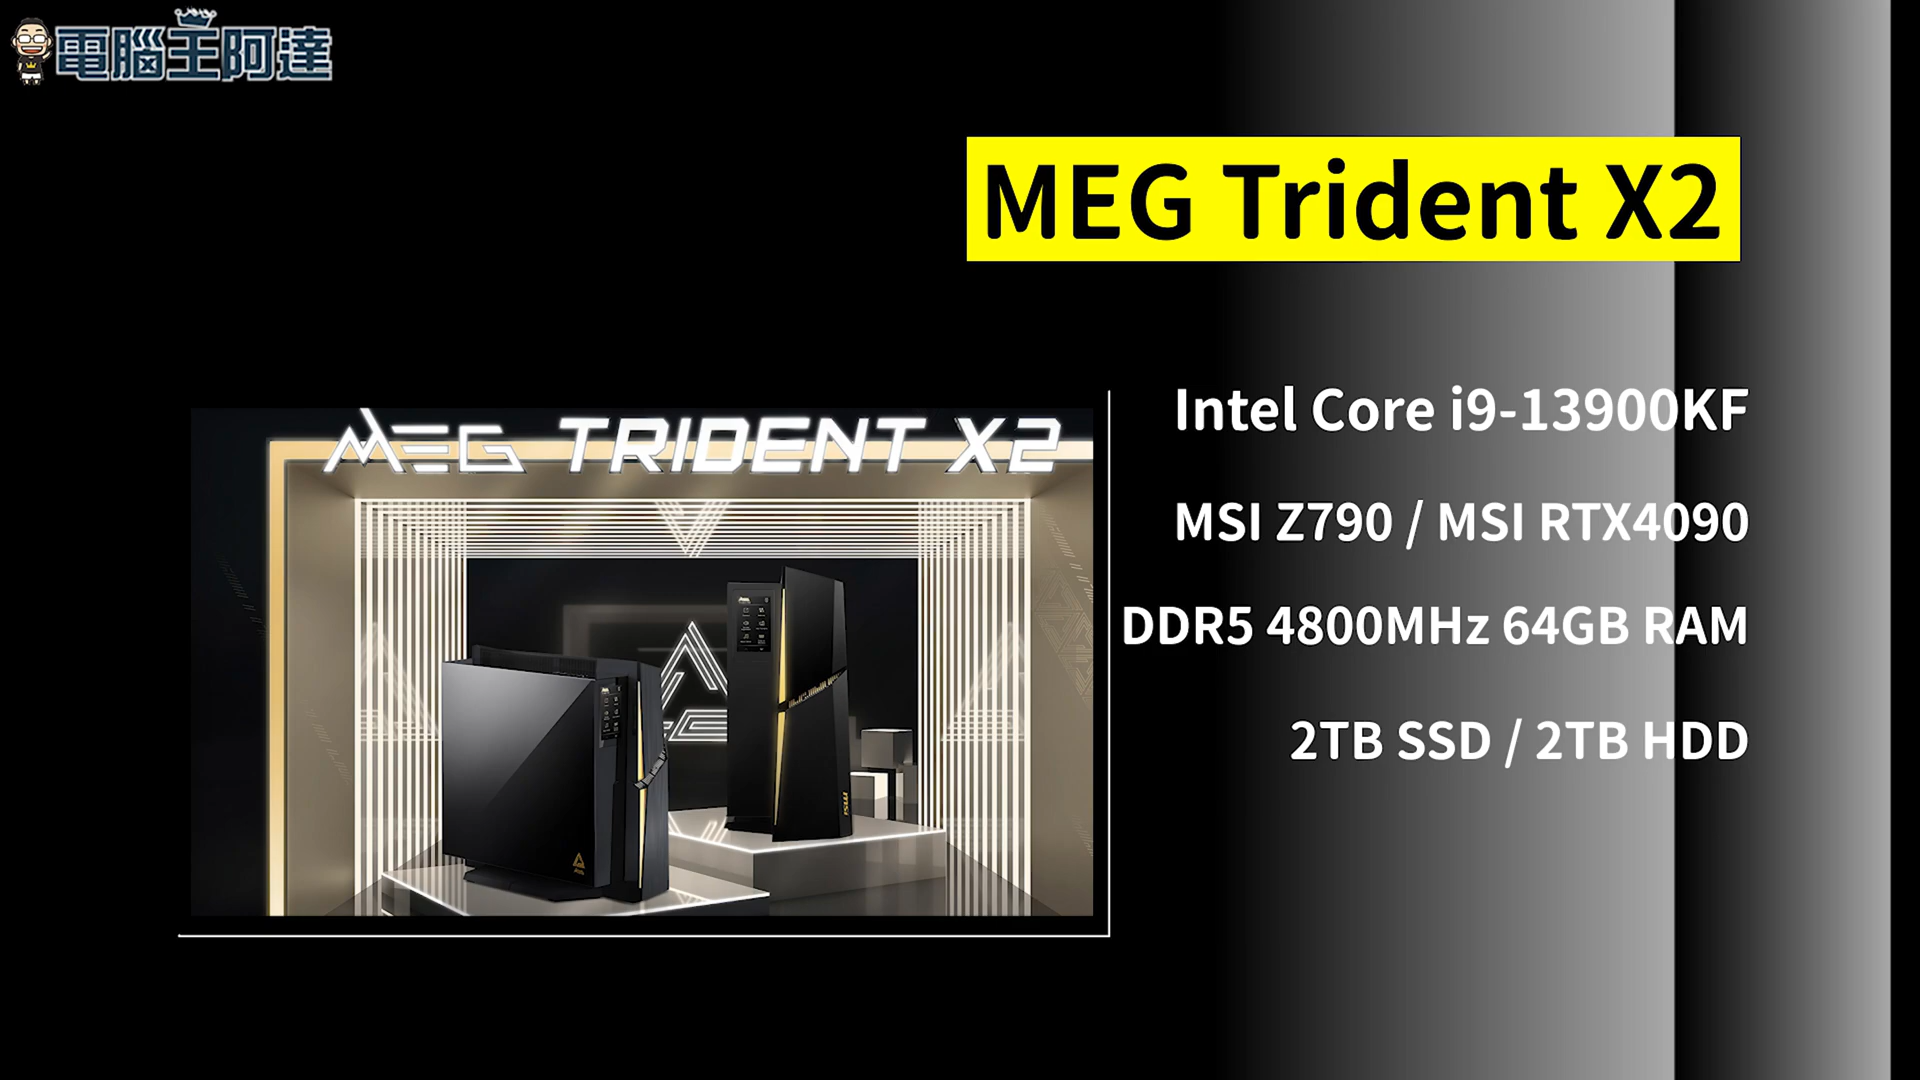 電腦王阿達
MEG Trident X2
MEG TRIDENT X2
Intel Core i9-13900KF
MSI Z790 / MSI RTX4090
DDR5 4800MHz 64GB RAM
2TB SSD / 2TB HDD
msi